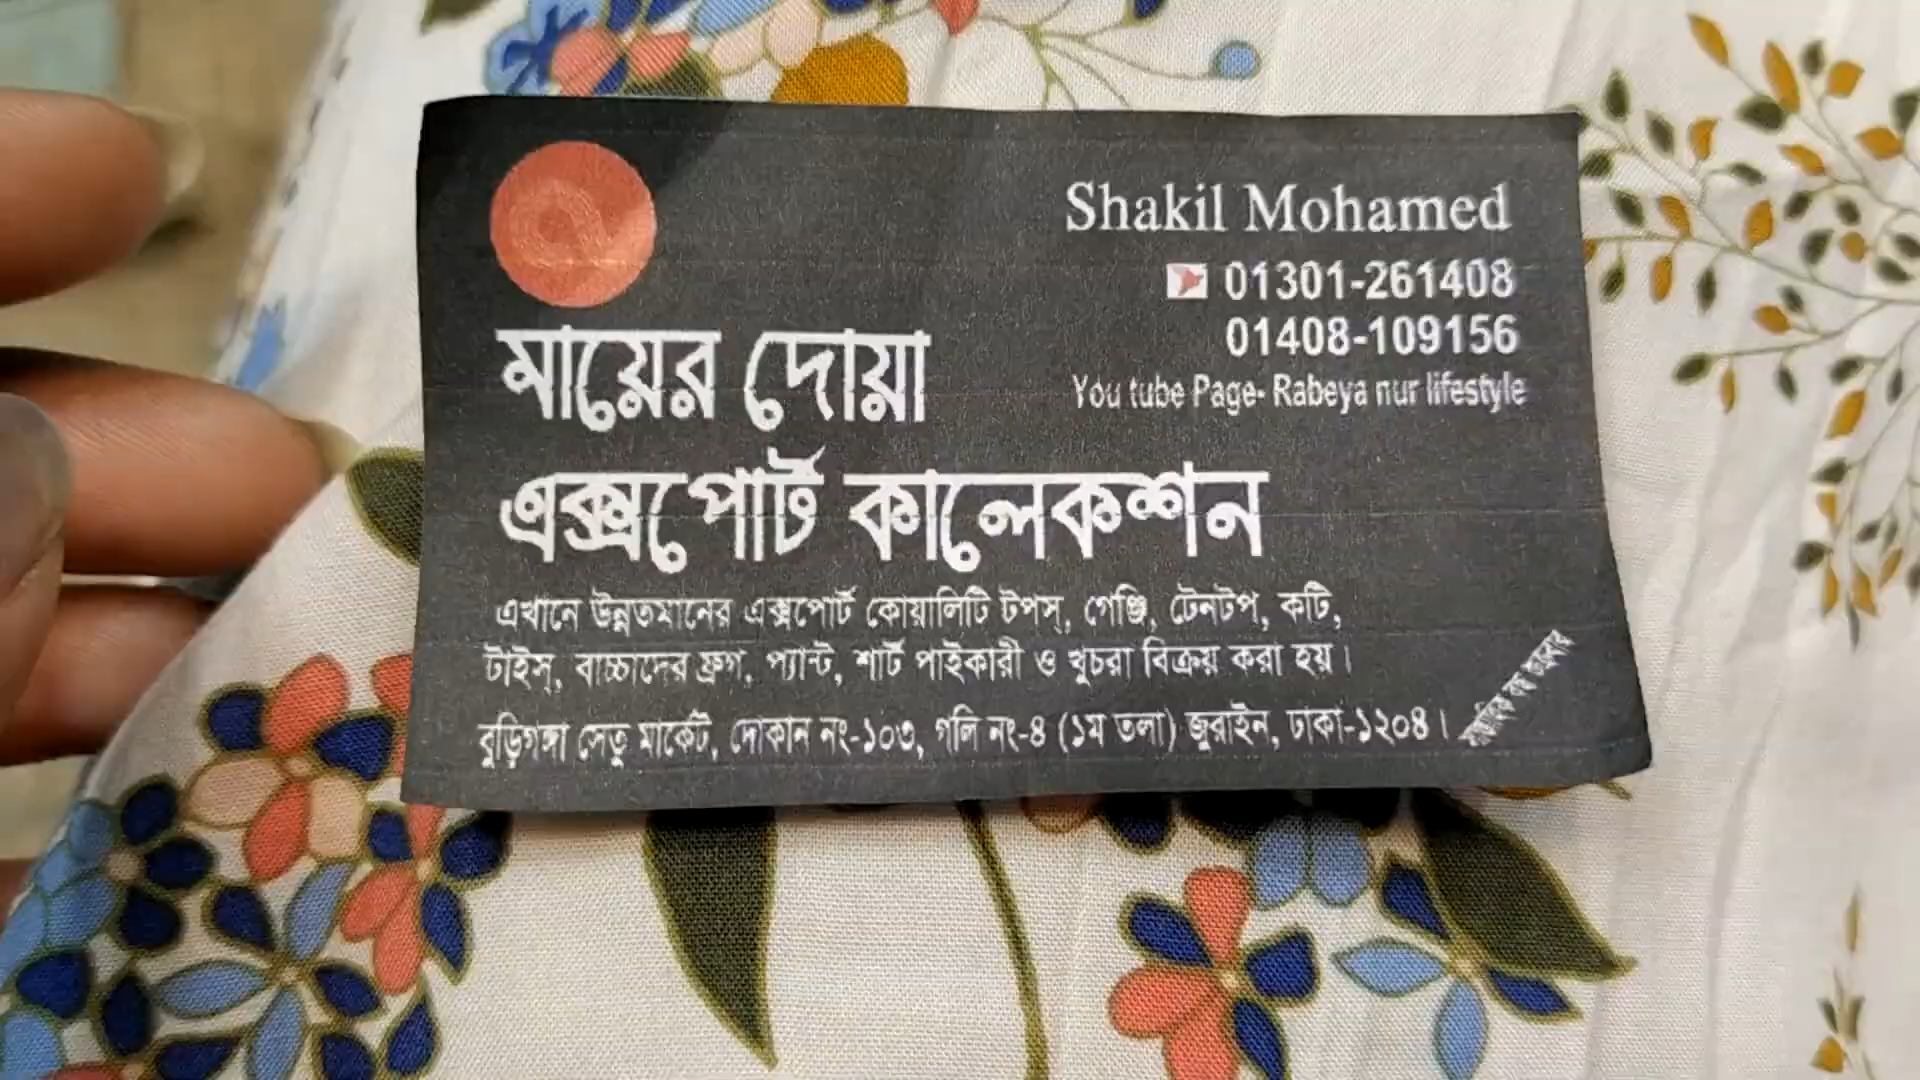 Shakil Mohamed
01301-261408
01408-109156
You tube Page- Rabeya nur lifestyle
মায়ের দোয়া
এক্সপোর্ট কালেকশন
এখানে উন্নতমানের এক্সপোর্ট কোয়ালিটি টপস্, গেঞ্জি, টেনটপ, কটি,
টাইস্, বাচ্চাদের ফ্রগ, প্যান্ট, শার্ট পাইকারী ও খুচরা বিক্রয় করা হয়।
বুড়িগঙ্গা সেতু মার্কেট, দোকান নং-১০৩, গলি নং-৪ (১ম তলা) জুরাইন, ঢাকা-১২০৪।